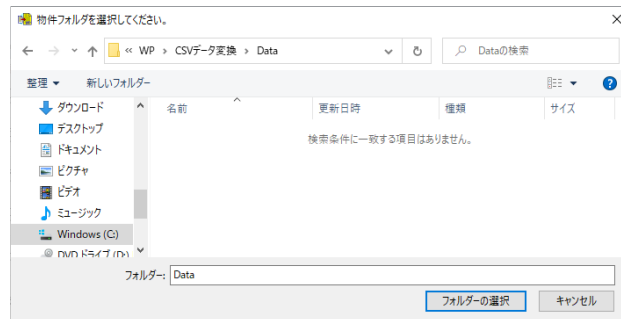 物件フォルダを選択してください。
« WP › CSVデータ変換 › Data
Dataの検索
整理
新しいフォルダー
名前
更新日時
種類
サイズ
検索条件に一致する項目はありません。
ダウンロード
デスクトップ
ドキュメント
ピクチャ
ビデオ
ミュージック
Windows (C:)
DVD ドライブ (D:)
フォルダー: Data
フォルダーの選択
キャンセル